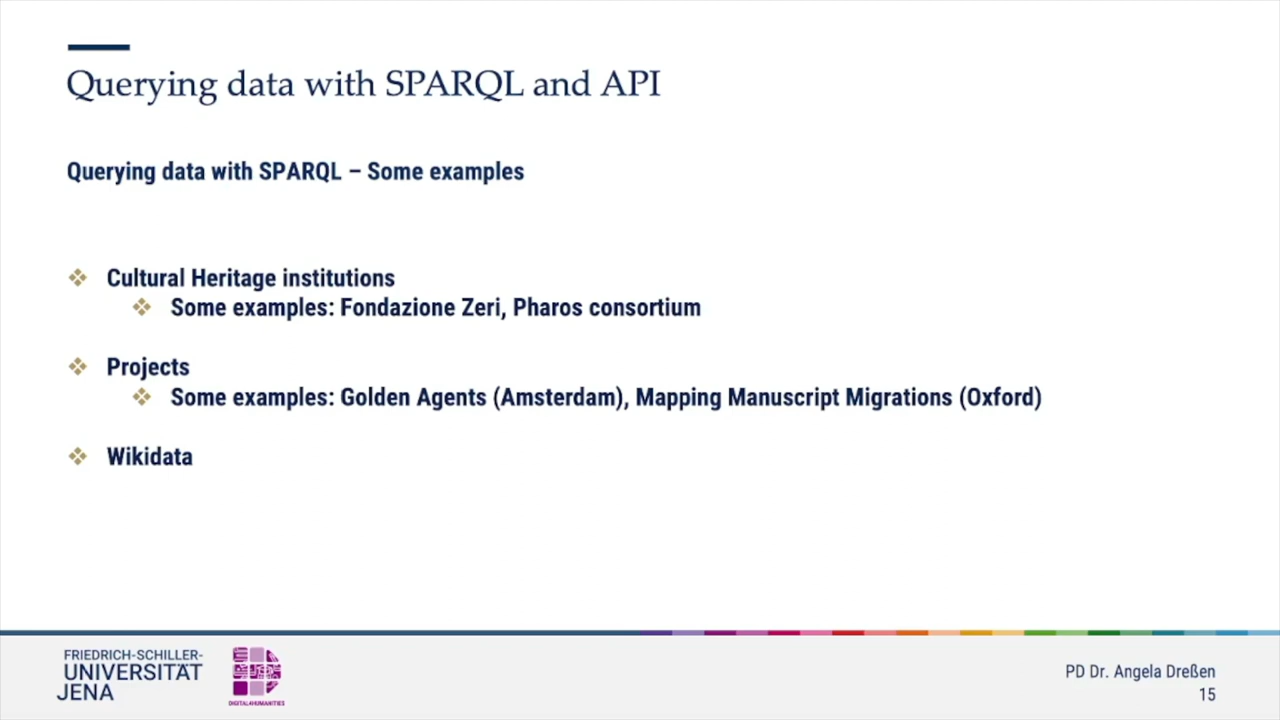 Querying data with SPARQL and API
Querying data with SPARQL – Some examples
Cultural Heritage institutions
Some examples: Fondazione Zeri, Pharos consortium
Projects
Some examples: Golden Agents (Amsterdam), Mapping Manuscript Migrations (Oxford)
Wikidata
FRIEDRICH-SCHILLER-
UNIVERSITÄT
JENA
DIGITAL4HUMANITIES
PD Dr. Angela Dreßen
15